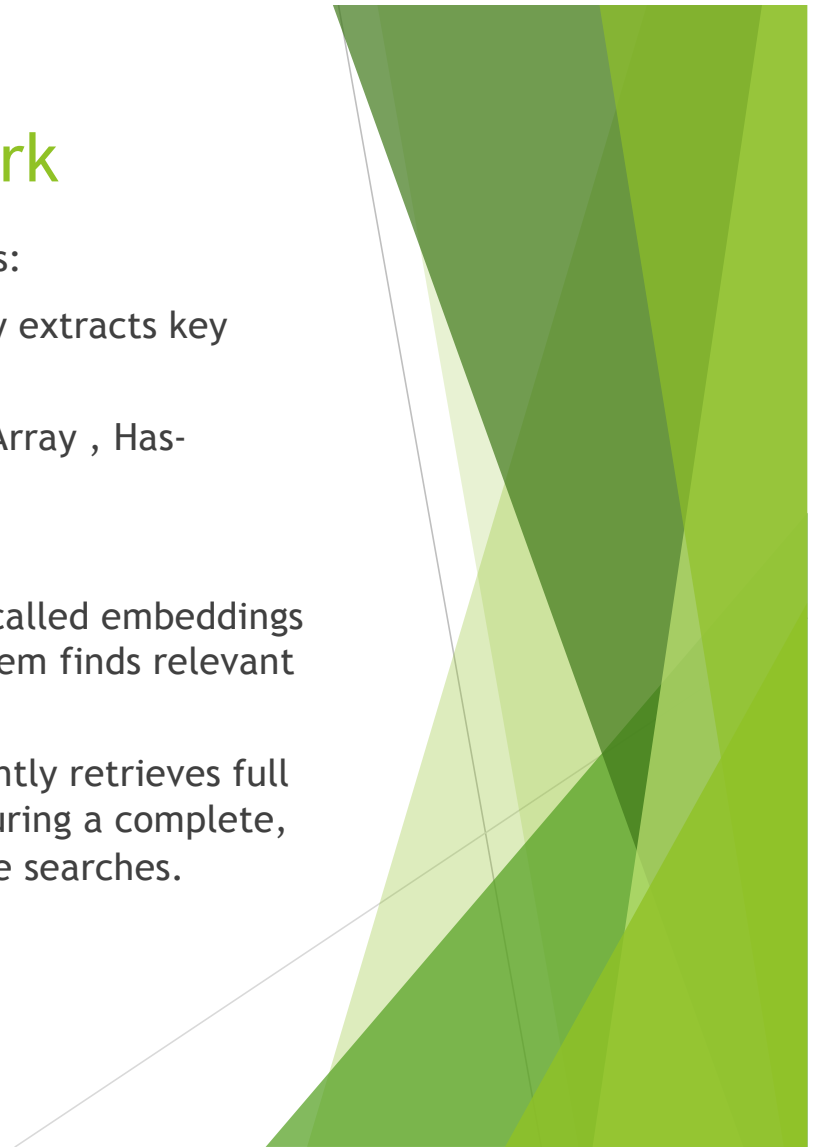 rk
s:
y extracts key
Array , Has-
called embeddings
em finds relevant
ntly retrieves full
uring a complete,
e searches.